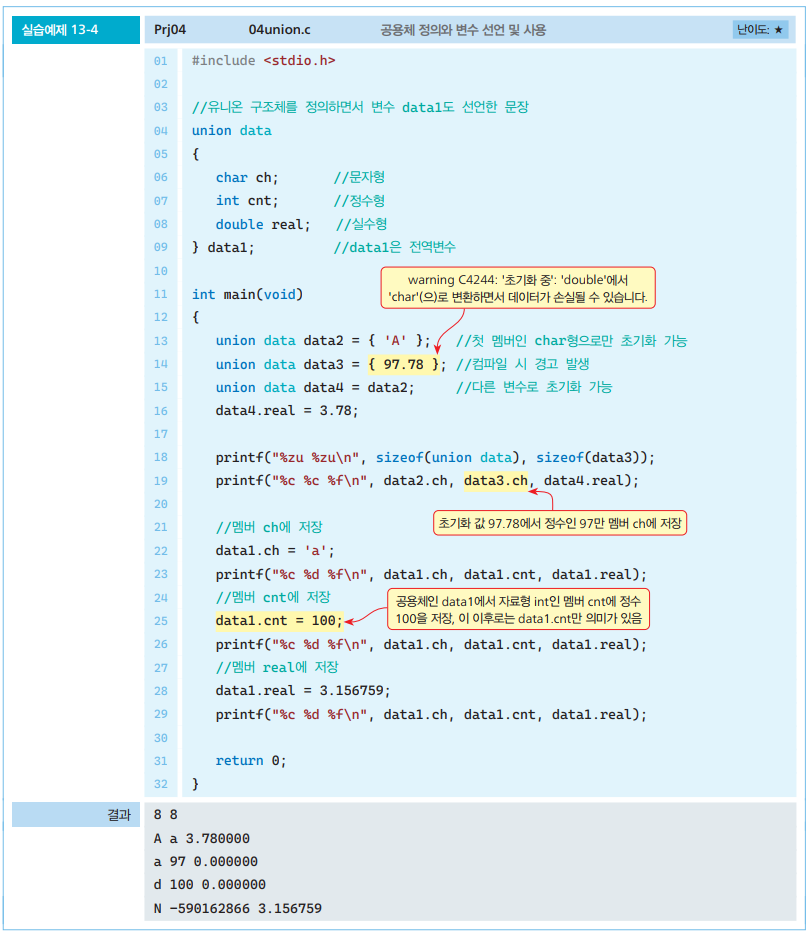 실습예제 13-4 Prj04 04union.c 공용체 정의와 변수 선언 및 사용 난이도: ★
01 #include <stdio.h>
02
03 //유니온 구조체를 정의하면서 변수 data1도 선언한 문장
04 union data
05 {
06 char ch; //문자형
07 int cnt; //정수형
08 double real; //실수형
09 } data1; //data1은 전역변수
10
warning C4244: '초기화 중': 'double'에서
'char'(으)로 변환하면서 데이터가 손실될 수 있습니다.
11 int main(void)
12 {
13 union data data2 = { 'A' }; //첫 멤버인 char형으로만 초기화 가능
14 union data data3 = { 97.78 }; //컴파일 시 경고 발생
15 union data data4 = data2; //다른 변수로 초기화 가능
16 data4.real = 3.78;
17
18 printf("%zu %zu\n", sizeof(union data), sizeof(data3));
19 printf("%c %c %f\n", data2.ch, data3.ch, data4.real);
20
초기화 값 97.78에서 정수인 97만 멤버 ch에 저장
21 //멤버 ch에 저장
22 data1.ch = 'a';
23 printf("%c %d %f\n", data1.ch, data1.cnt, data1.real);
24 //멤버 cnt에 저장
공용체인 data1에서 자료형 int인 멤버 cnt에 정수
100을 저장, 이 이후로는 data1.cnt만 의미가 있음
25 data1.cnt = 100;
26 printf("%c %d %f\n", data1.ch, data1.cnt, data1.real);
27 //멤버 real에 저장
28 data1.real = 3.156759;
29 printf("%c %d %f\n", data1.ch, data1.cnt, data1.real);
30
31 return 0;
32 }
결과 8 8
A a 3.780000
a 97 0.000000
d 100 0.000000
N -590162866 3.156759